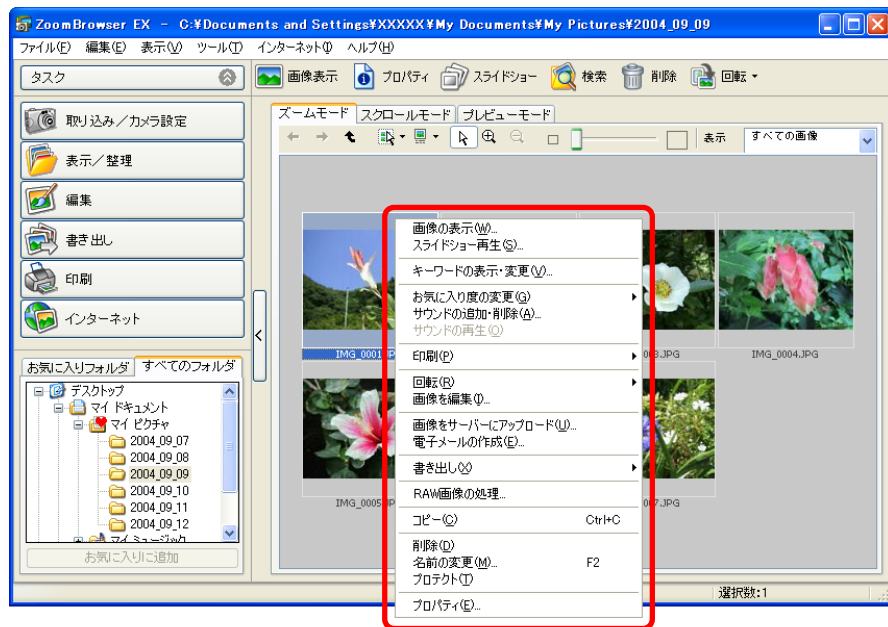 ZoomBrowser EX - C:¥Documents and Settings¥XXXXX¥My Documents¥My Pictures¥2004_09_09
ファイル(F) 編集(E) 表示(V) ツール(T) インターネット(I) ヘルプ(H)
タスク
画像表示 プロパティ スライドショー 検索 削除 回転
取り込み／カメラ設定
表示／整理
編集
書き出し
印刷
インターネット
お気に入りフォルダ すべてのフォルダ
デスクトップ
マイ ドキュメント
マイ ピクチャ
2004_09_07
2004_09_08
2004_09_09
2004_09_10
2004_09_11
2004_09_12
マイ ミュージック
お気に入りに追加
ズームモード スクロールモード プレビューモード
表示 すべての画像
画像の表示(W)...
スライドショー再生(S)...
キーワードの表示・変更(V)...
お気に入り度の変更(G)
サウンドの追加・削除(A)...
サウンドの再生(O)
印刷(P)
回転(R)
画像を編集(I)...
画像をサーバーにアップロード(U)...
電子メールの作成(E)...
書き出し(X)
RAW画像の処理...
コピー(C) Ctrl+C
削除(D)
名前の変更(M)... F2
プロテクト(T)
プロパティ(E)...
IMG_0001.JP
003.JPG
IMG_0004.JPG
IMG_0005.JP
007.JPG
選択数:1